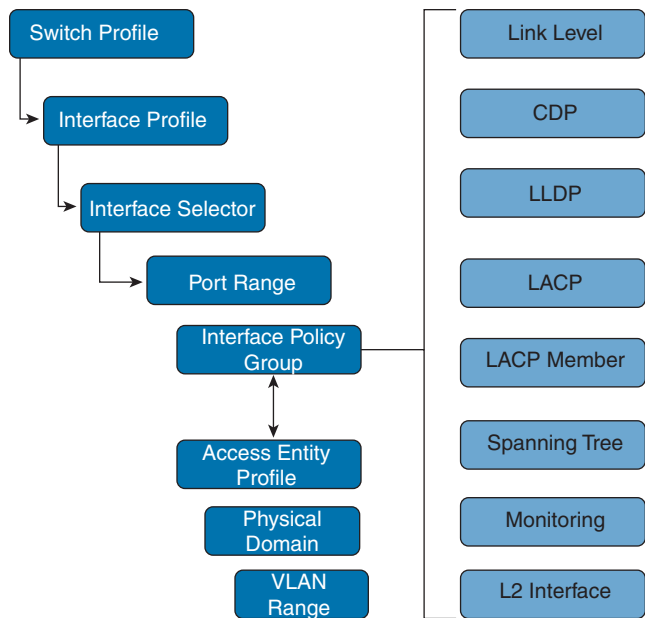 Switch Profile
Interface Profile
Interface Selector
Port Range
Interface Policy
Group
Access Entity
Profile
Physical
Domain
VLAN
Range
Link Level
CDP
LLDP
LACP
LACP Member
Spanning Tree
Monitoring
L2 Interface